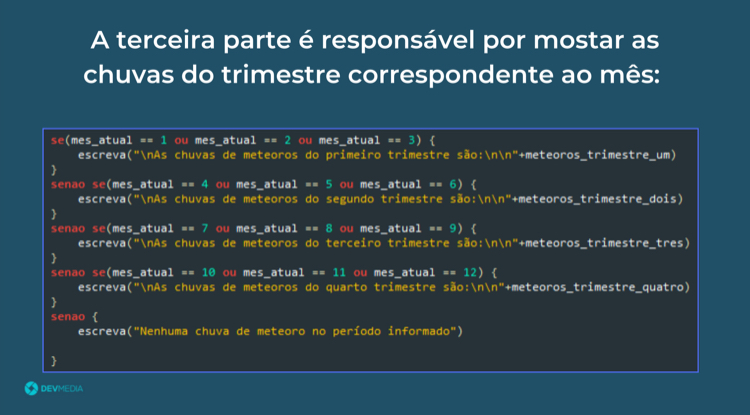 A terceira parte é responsável por mostar as
chuvas do trimestre correspondente ao mês:
se(mes_atual == 1 ou mes_atual == 2 ou mes_atual == 3) {
    escreva("\nAs chuvas de meteoros do primeiro trimestre são:\n\n"+meteoros_trimestre_um)
}
senao se(mes_atual == 4 ou mes_atual == 5 ou mes_atual == 6) {
    escreva("\nAs chuvas de meteoros do segundo trimestre são:\n\n"+meteoros_trimestre_dois)
}
senao se(mes_atual == 7 ou mes_atual == 8 ou mes_atual == 9) {
    escreva("\nAs chuvas de meteoros do terceiro trimestre são:\n\n"+meteoros_trimestre_tres)
}
senao se(mes_atual == 10 ou mes_atual == 11 ou mes_atual == 12) {
    escreva("\nAs chuvas de meteoros do quarto trimestre são:\n\n"+meteoros_trimestre_quatro)
}
senao {
    escreva("Nenhuma chuva de meteoro no período informado")
}
DEVMEDIA